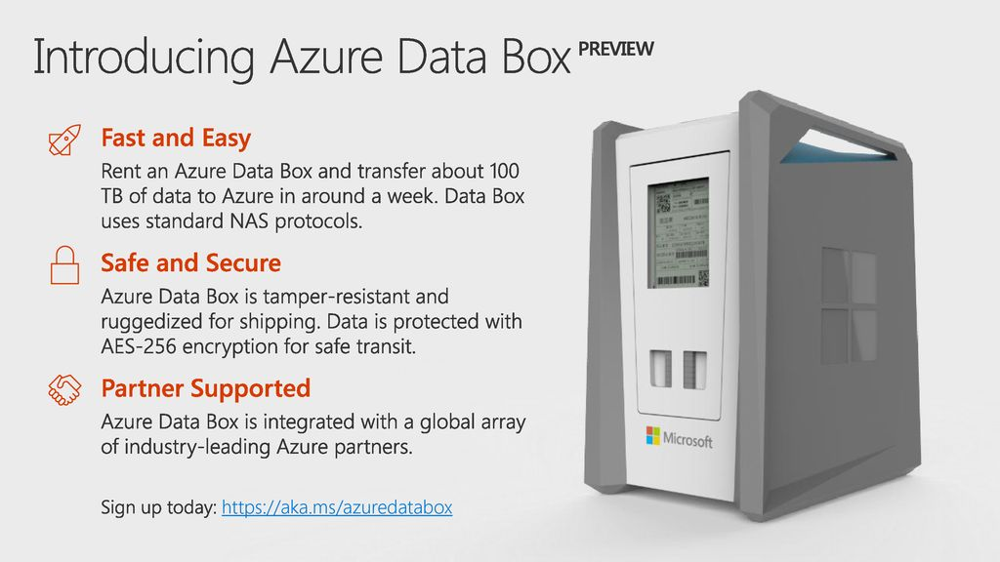 Introducing Azure Data Box PREVIEW
Fast and Easy
Rent an Azure Data Box and transfer about 100
TB of data to Azure in around a week. Data Box
uses standard NAS protocols.
Safe and Secure
Azure Data Box is tamper-resistant and
ruggedized for shipping. Data is protected with
AES-256 encryption for safe transit.
Partner Supported
Azure Data Box is integrated with a global array
of industry-leading Azure partners.
Sign up today: https://aka.ms/azuredatabox
Microsoft